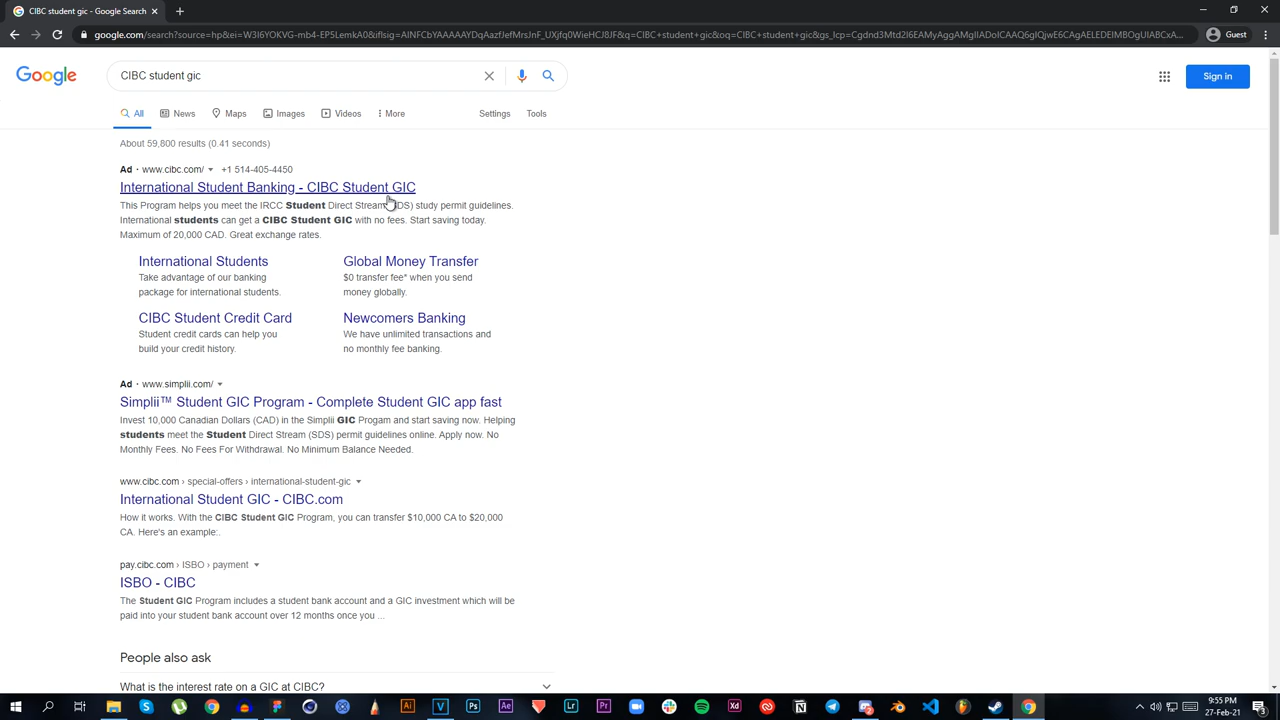 CIBC student gic - Google Search
google.com/search?source=hp&ei=W3I6YOKVG-mb4-EP5LmekA0&iflsig=AINFCbYAAAAAYDqAazfJefMrsJnF_UXjfq0WieHCJ8JF&q=CIBC+student+gic&oq=CIBC+student+gic&gs_lcp=Cgdnd3Mtd2l6EAMyAggAMgIIADoICAAQ6gIQjwE6CAgAELEDEIMBOgUIABCxA...
Guest
Google
CIBC student gic
Sign in
All News Maps Images Videos More Settings Tools
About 59,800 results (0.41 seconds)
Ad · www.cibc.com/ +1 514-405-4450
International Student Banking - CIBC Student GIC
This Program helps you meet the IRCC Student Direct Stream (SDS) study permit guidelines.
International students can get a CIBC Student GIC with no fees. Start saving today.
Maximum of 20,000 CAD. Great exchange rates.
International Students
Take advantage of our banking
package for international students.
Global Money Transfer
$0 transfer fee* when you send
money globally.
CIBC Student Credit Card
Student credit cards can help you
build your credit history.
Newcomers Banking
We have unlimited transactions and
no monthly fee banking.
Ad · www.simplii.com/
Simplii™ Student GIC Program - Complete Student GIC app fast
Invest 10,000 Canadian Dollars (CAD) in the Simplii GIC Progam and start saving now. Helping
students meet the Student Direct Stream (SDS) permit guidelines online. Apply now. No
Monthly Fees. No Fees For Withdrawal. No Minimum Balance Needed.
www.cibc.com › special-offers › international-student-gic
International Student GIC - CIBC.com
How it works. With the CIBC Student GIC Program, you can transfer $10,000 CA to $20,000
CA. Here's an example:.
pay.cibc.com › ISBO › payment
ISBO - CIBC
The Student GIC Program includes a student bank account and a GIC investment which will be
paid into your student bank account over 12 months once you ...
People also ask
What is the interest rate on a GIC at CIBC?
9:55 PM
27-Feb-21